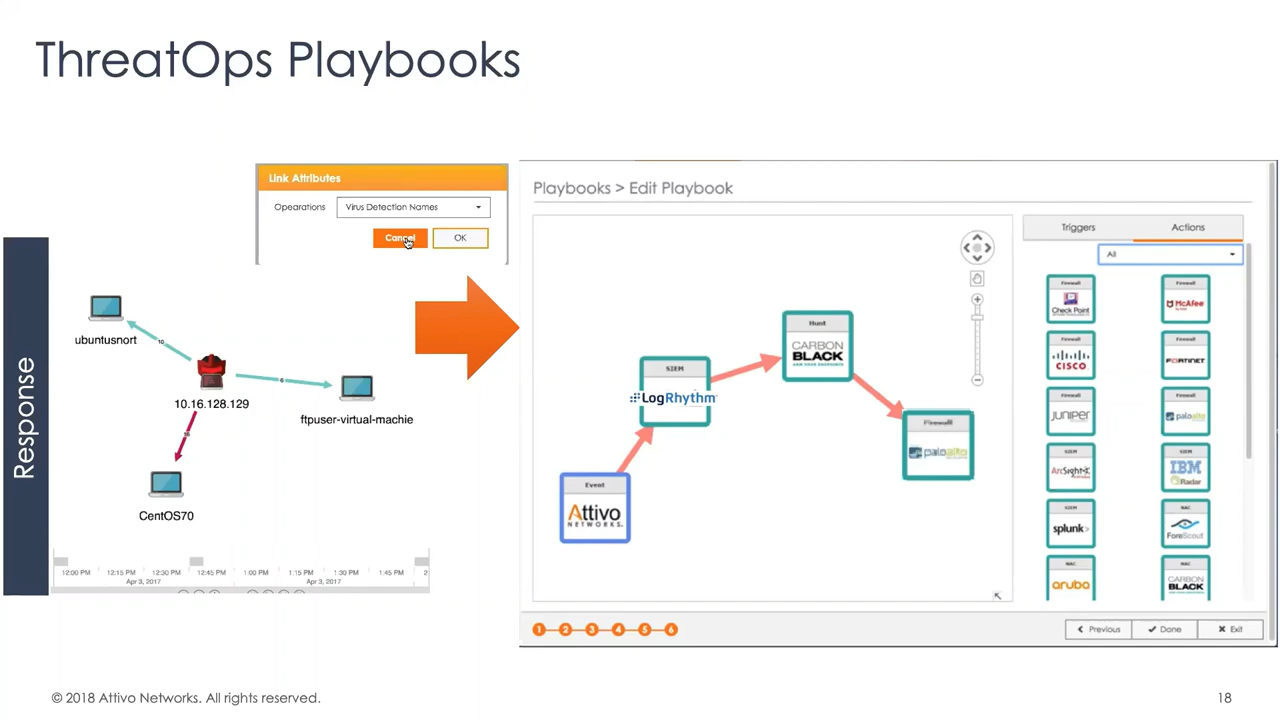 ThreatOps Playbooks
Link Attributes
Opearations
Virus Detection Names
Cancel
OK
Response
ubuntusnort
10
10.16.128.129
6
ftpuser-virtual-machie
CentOS70
12:00 PM 12:15 PM 12:30 PM 12:45 PM 1:00 PM 1:15 PM 1:30 PM 1:45 PM 2
Apr 3, 2017 Apr 3, 2017
Playbooks > Edit Playbook
Event
Attivo
NETWORKS.
SIEM
LogRhythm
Hunt
CARBON
BLACK
Firewall
paloalto
Triggers
Actions
All
Firewall
Check Point
Firewall
McAfee
Firewall
CISCO
Firewall
FORTINET
Firewall
JUNIPER
Firewall
paloalto
SIEM
ArcSight
SIEM
IBM
QRadar
SIEM
splunk>
NAC
ForeScout
NAC
aruba
NAC
CARBON
BLACK
1 2 3 4 5 6
Previous
Done
Exit
© 2018 Attivo Networks. All rights reserved.
18